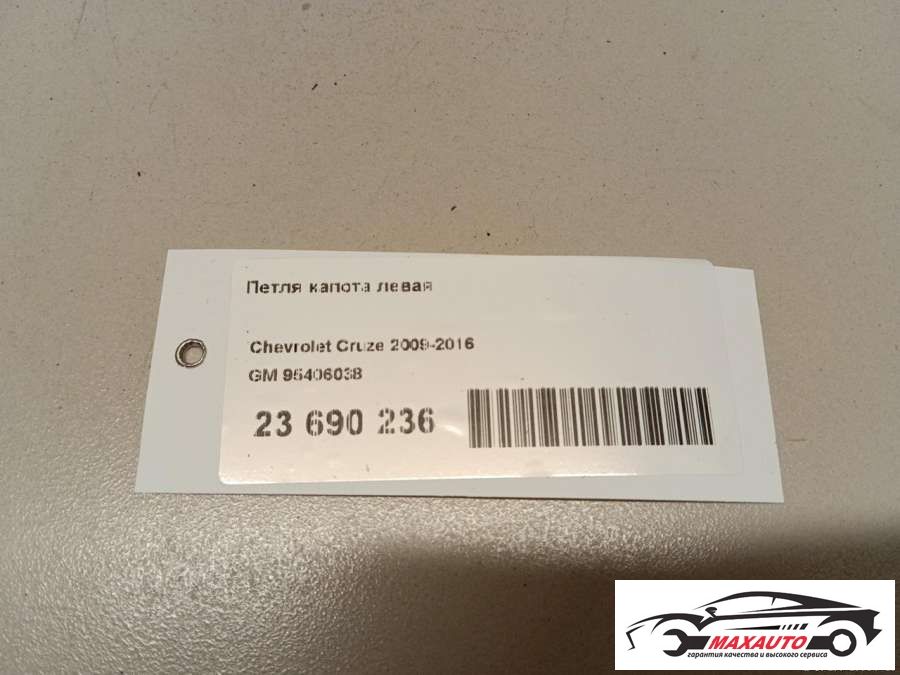 Петля капота левая
Chevrolet Cruze 2009-2016
GM 95406038
23 690 236
MAXAUTO
гарантия качества и высокого сервиса